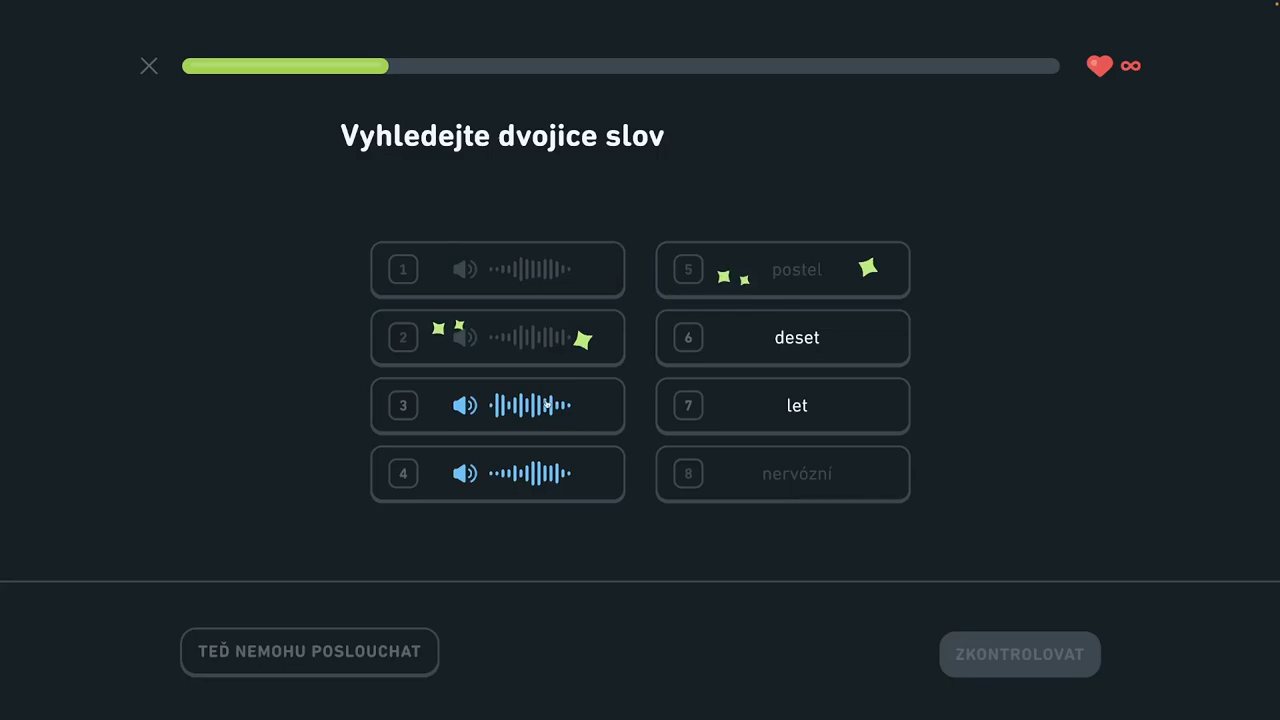 ∞
Vyhledejte dvojice slov
1
5 postel
2
6 deset
3
7 let
4
8 nervózní
TEĎ NEMOHU POSLOUCHAT
ZKONTROLOVAT